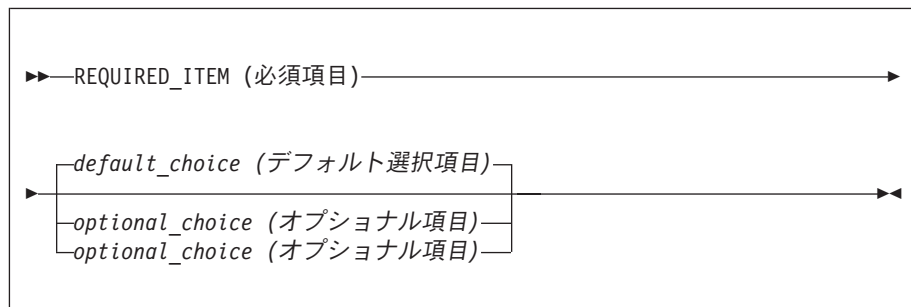 REQUIRED_ITEM (必須項目)
default_choice (デフォルト選択項目)
optional_choice (オプショナル項目)
optional_choice (オプショナル項目)